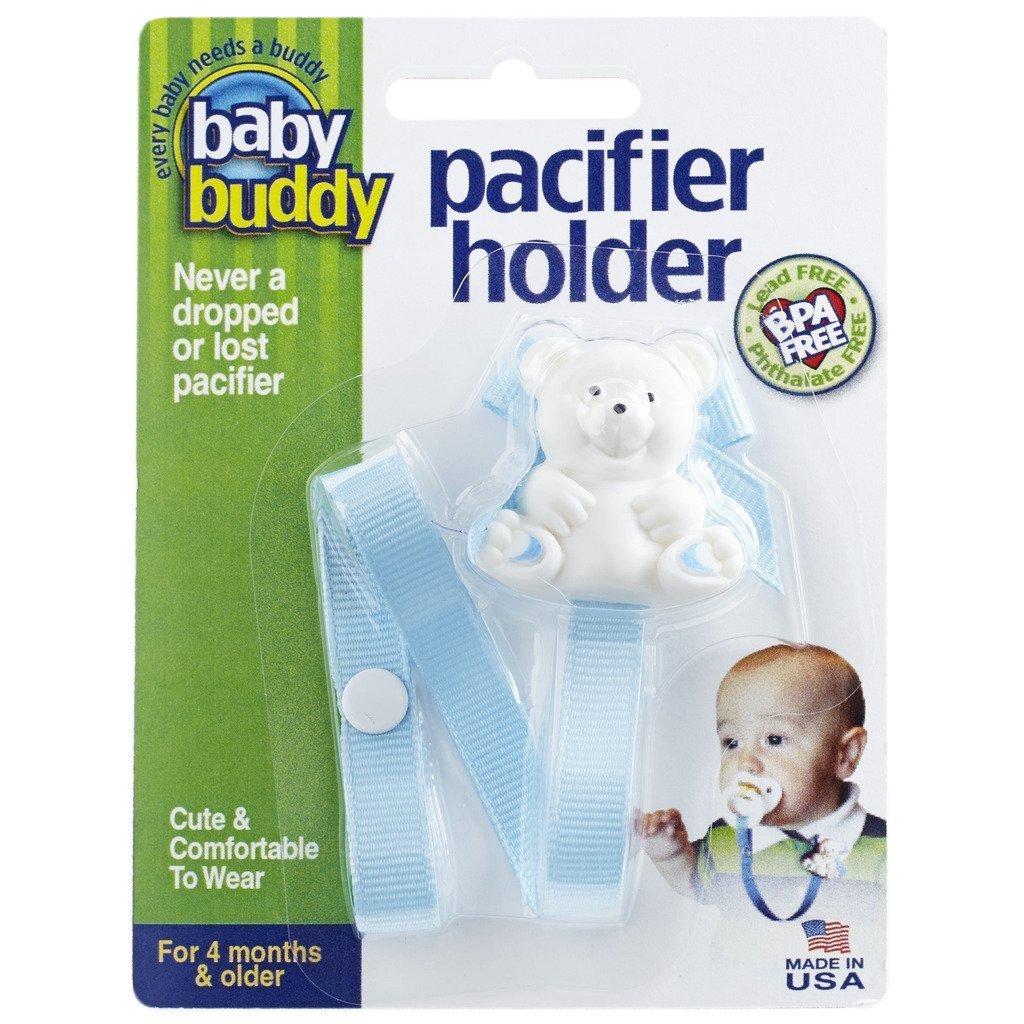 every baby needs a buddy
baby
buddy
pacifier
holder
Never a
dropped
or lost
pacifier
Lead FREE
BPA
FREE
Phthalate FREE
Cute &
Comfortable
To Wear
For 4 months
& older
MADE IN
USA